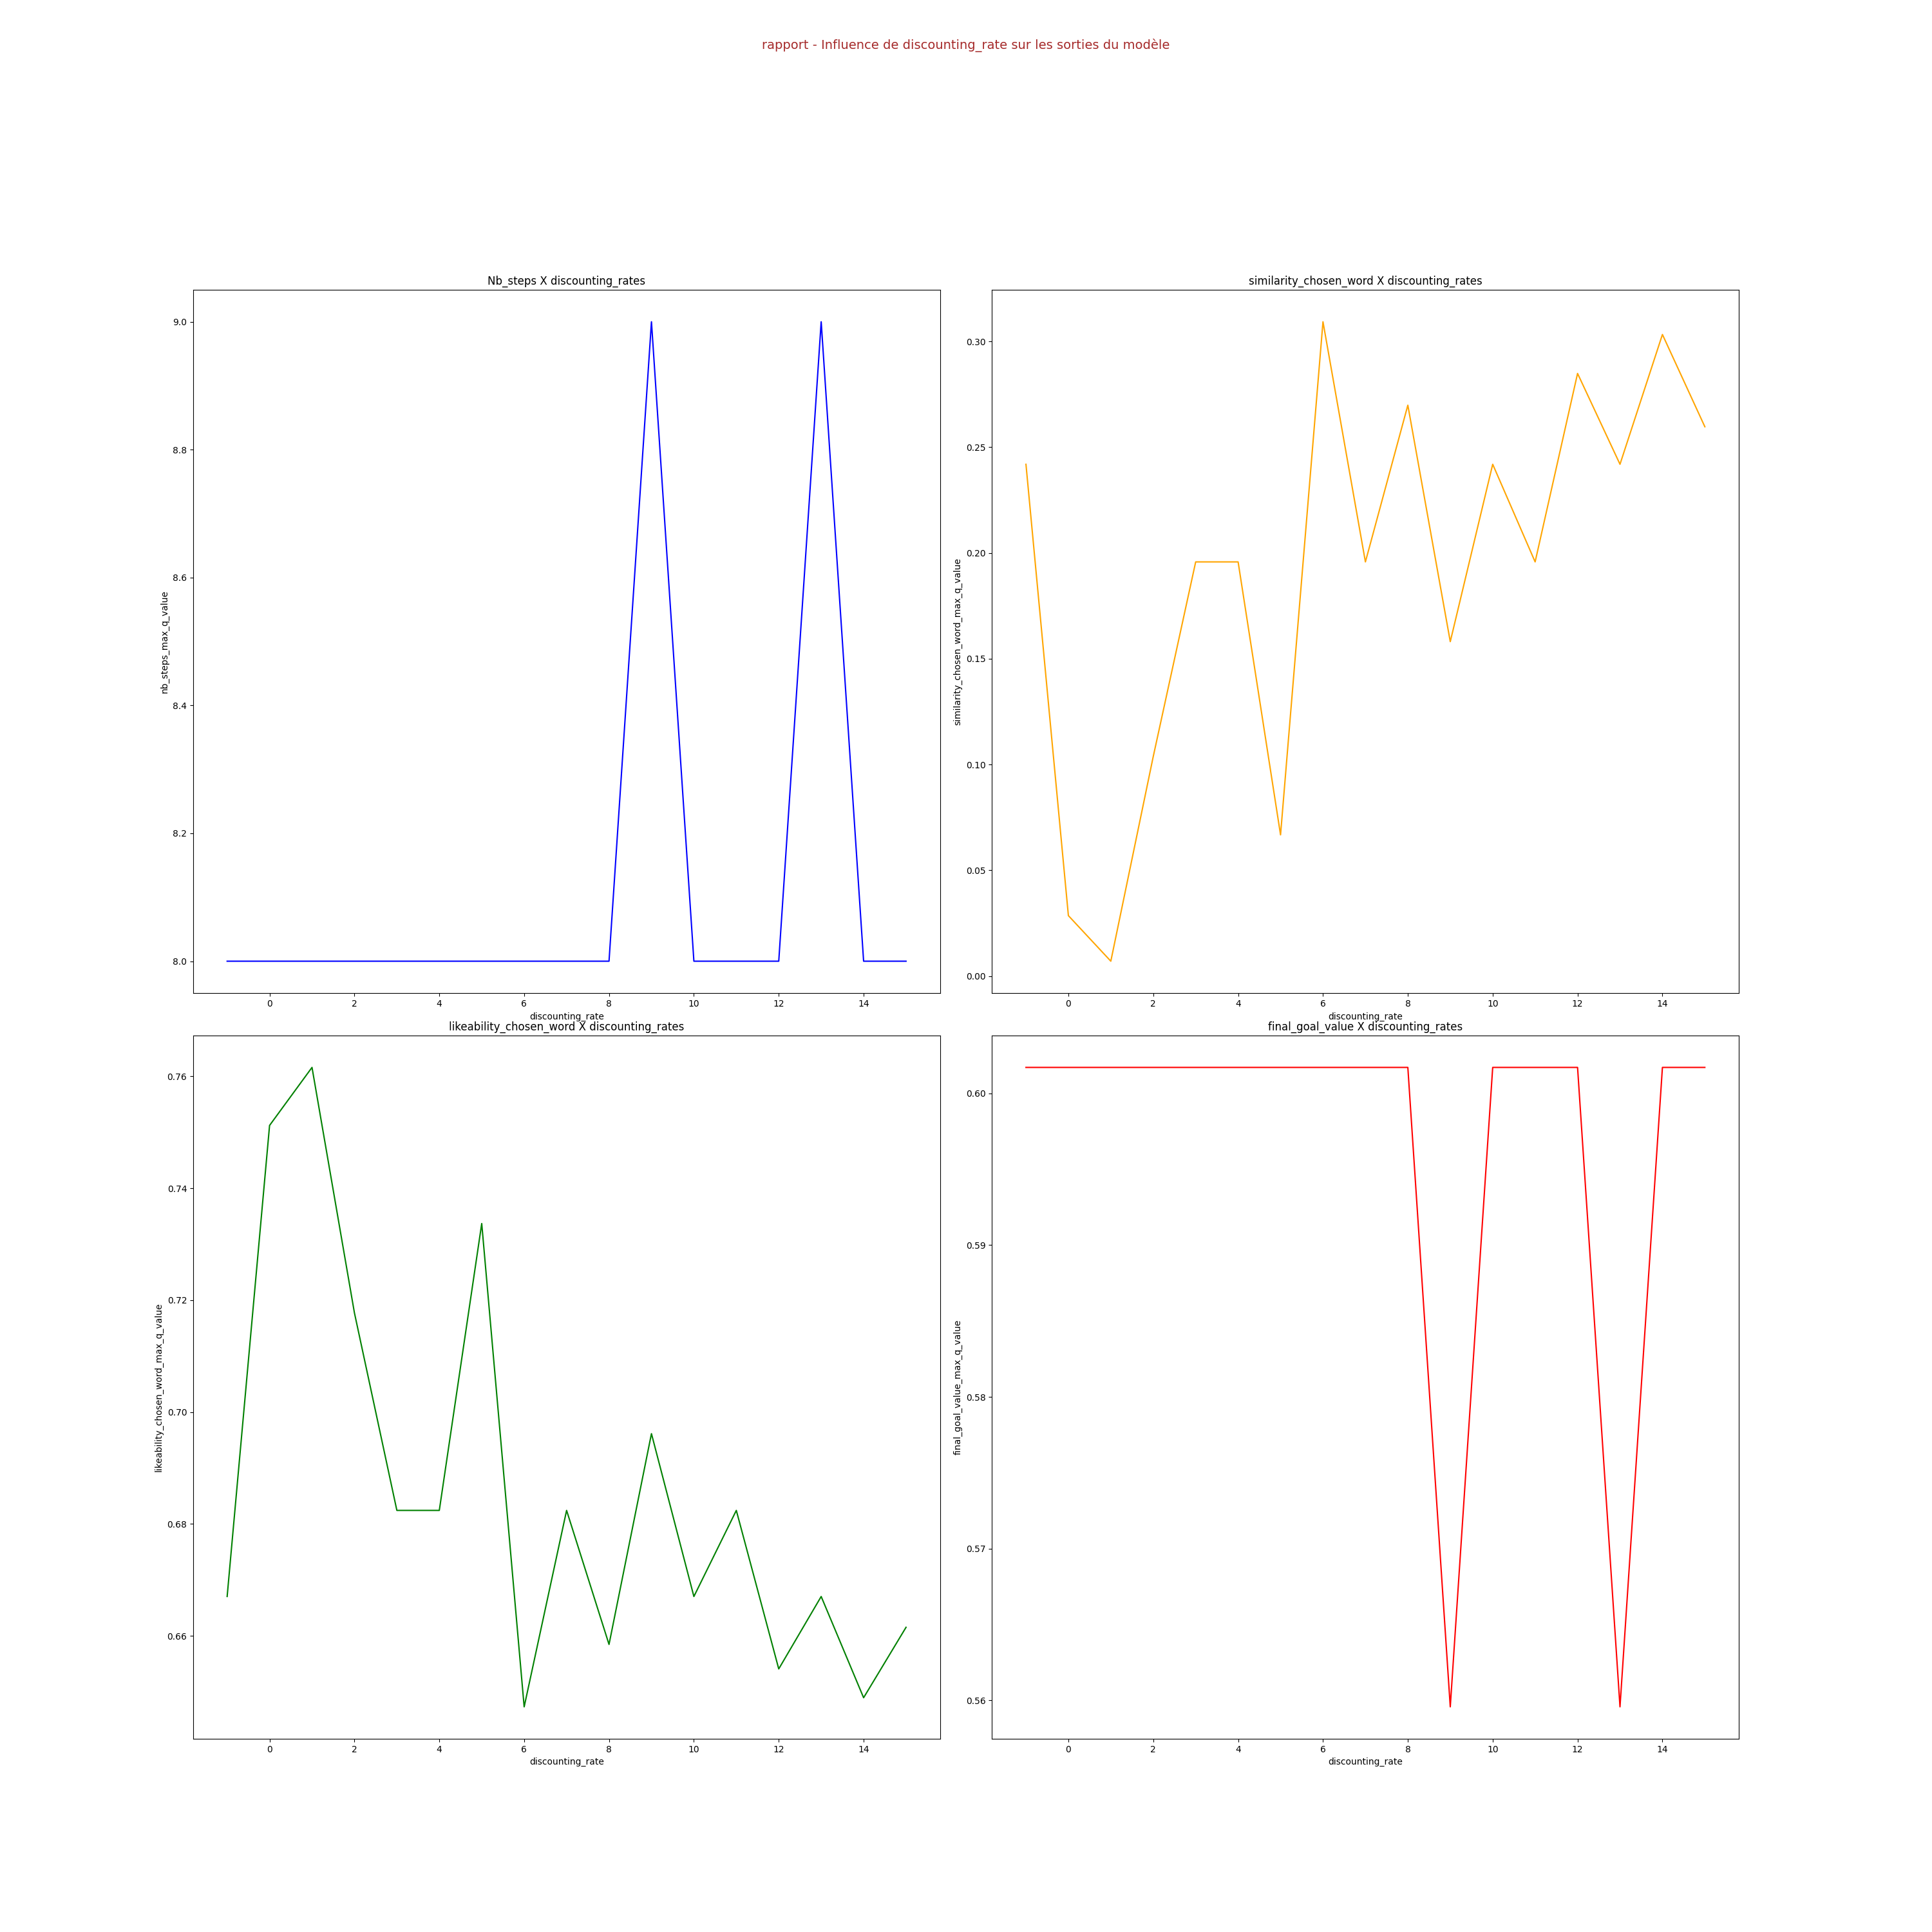 rapport - Influence de discounting_rate sur les sorties du modèle
Nb_steps X discounting_rates
nb_steps_max_q_value
9.0
8.8
8.6
8.4
8.2
8.0
0 2 4 6 8 10 12 14
discounting_rate
similarity_chosen_word X discounting_rates
similarity_chosen_word_max_q_value
0.30
0.25
0.20
0.15
0.10
0.05
0.00
0 2 4 6 8 10 12 14
discounting_rate
likeability_chosen_word X discounting_rates
likeability_chosen_word_max_q_value
0.76
0.74
0.72
0.70
0.68
0.66
0 2 4 6 8 10 12 14
discounting_rate
final_goal_value X discounting_rates
final_goal_value_max_q_value
0.60
0.59
0.58
0.57
0.56
0 2 4 6 8 10 12 14
discounting_rate